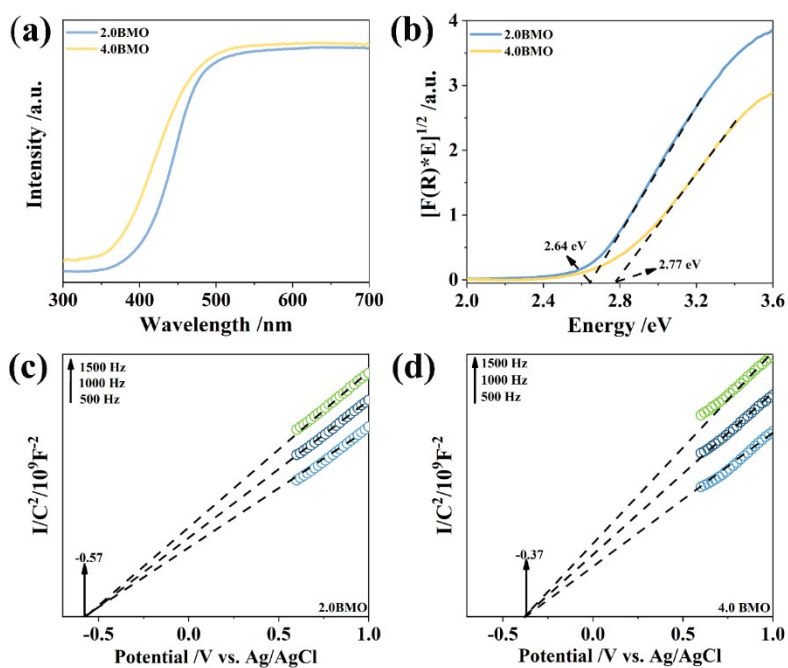 (a)
2.0BMO
4.0BMO
Intensity /a.u.
300 400 500 600 700
Wavelength /nm
(b)
2.0BMO
4.0BMO
[F(R)*E]^{1/2} /a.u.
4
3
2
1
0
2.64 eV
2.77 eV
2.0 2.4 2.8 3.2 3.6
Energy /eV
(c)
1500 Hz
1000 Hz
500 Hz
I/C²/10⁹F⁻²
-0.57
2.0BMO
-0.5 0.0 0.5 1.0
Potential /V vs. Ag/AgCl
(d)
1500 Hz
1000 Hz
500 Hz
I/C²/10⁹F⁻²
-0.37
4.0 BMO
-0.5 0.0 0.5 1.0
Potential /V vs. Ag/AgCl